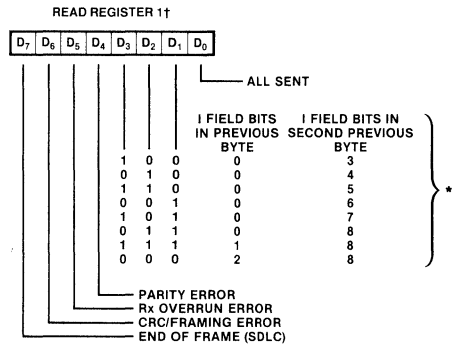 READ REGISTER 1†
D7 D6 D5 D4 D3 D2 D1 D0
ALL SENT
I FIELD BITS I FIELD BITS IN
IN PREVIOUS SECOND PREVIOUS
BYTE BYTE
1 0 0 0 3
0 1 0 0 4
1 1 0 0 5
0 0 1 0 6
1 0 1 0 7
0 1 1 0 8
1 1 1 1 8
0 0 0 2 8
*
PARITY ERROR
Rx OVERRUN ERROR
CRC/FRAMING ERROR
END OF FRAME (SDLC)